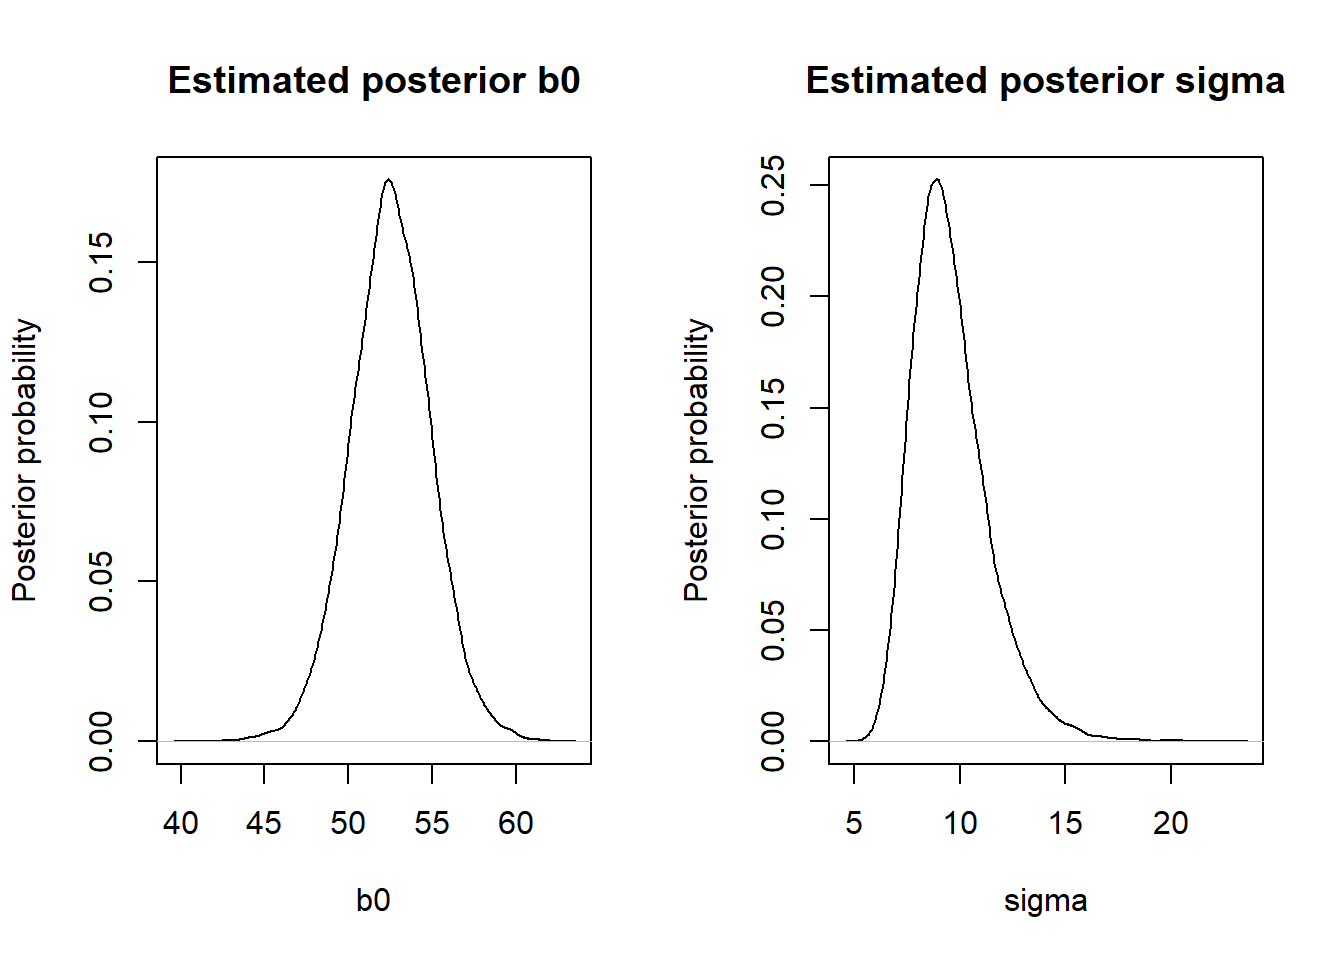 Estimated posterior b0
Posterior probability
0.00
0.05
0.10
0.15
40 45 50 55 60
b0
Estimated posterior sigma
Posterior probability
0.00
0.05
0.10
0.15
0.20
0.25
5 10 15 20
sigma